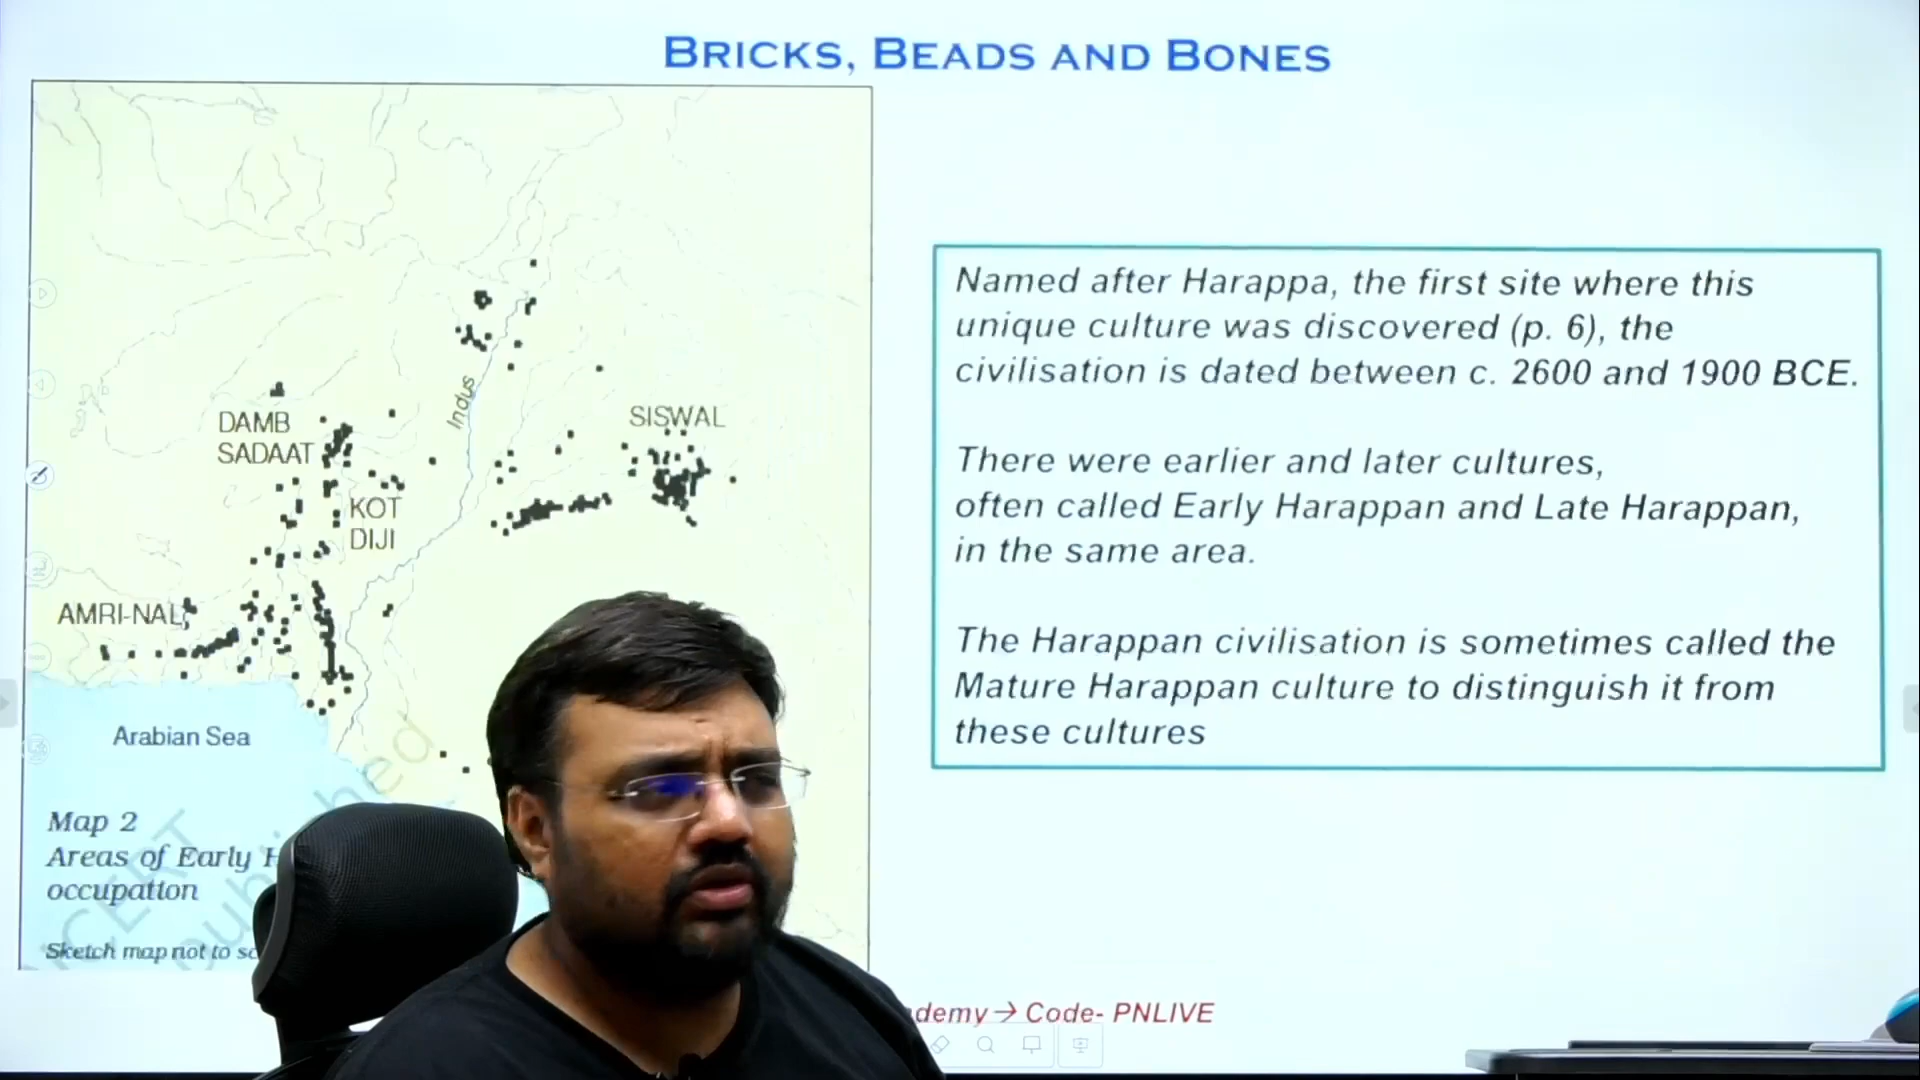 BRICKS, BEADS AND BONES
Indus
SISWAL
DAMB
SADAAT
KOT
DIJI
AMRI-NAL
Arabian Sea
Map 2
Areas of Early
occupation
Sketch map not to
Named after Harappa, the first site where this
unique culture was discovered (p. 6), the
civilisation is dated between c. 2600 and 1900 BCE.
There were earlier and later cultures,
often called Early Harappan and Late Harappan,
in the same area.
The Harappan civilisation is sometimes called the
Mature Harappan culture to distinguish it from
these cultures
→ Code- PNLIVE